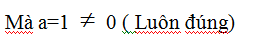 Mà a=1 ≠ 0 ( Luôn đúng)